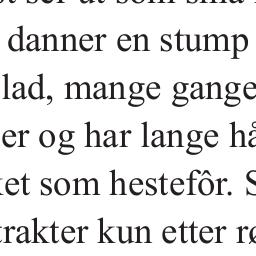 danner en stump
lad, mange gange
er og har lange hå
ket som hestefôr. S
trakter kun etter rø